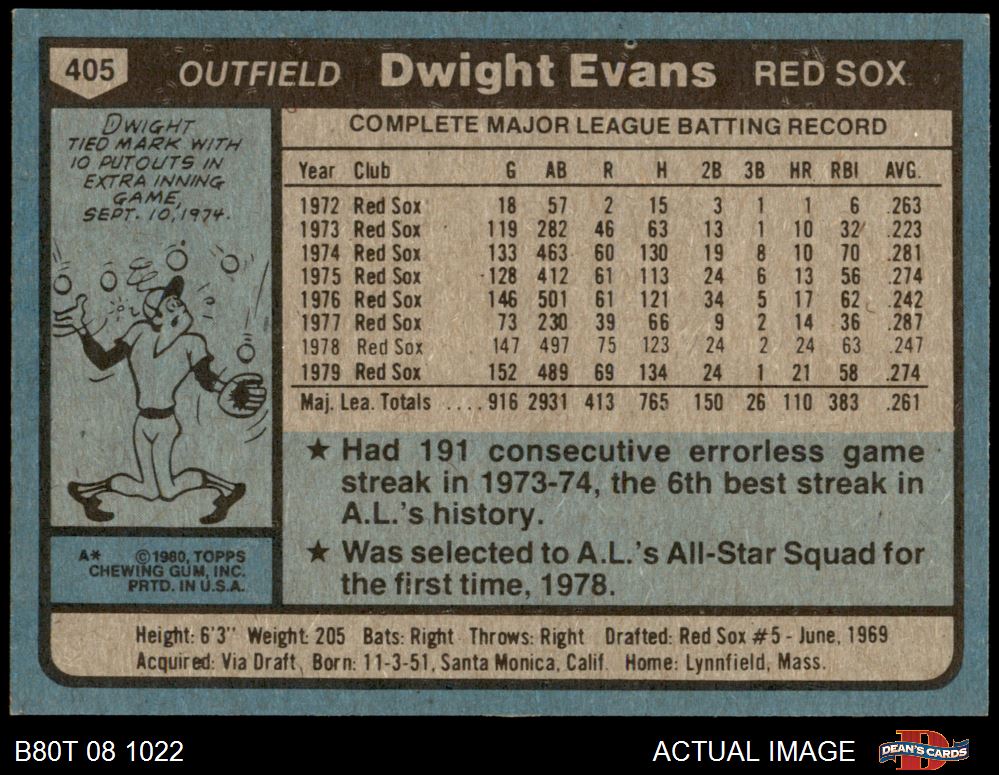 405 OUTFIELD Dwight Evans RED SOX
DWIGHT
TIED MARK WITH
10 PUTOUTS IN
EXTRA INNING
GAME,
SEPT. 10, 1974.
A* ©1980, TOPPS
CHEWING GUM, INC.
PRTD. IN U.S.A.
COMPLETE MAJOR LEAGUE BATTING RECORD
Year Club G AB R H 2B 3B HR RBI AVG.
1972 Red Sox 18 57 2 15 3 1 1 6 .263
1973 Red Sox 119 282 46 63 13 1 10 32 .223
1974 Red Sox 133 463 60 130 19 8 10 70 .281
1975 Red Sox 128 412 61 113 24 6 13 56 .274
1976 Red Sox 146 501 61 121 34 5 17 62 .242
1977 Red Sox 73 230 39 66 9 2 14 36 .287
1978 Red Sox 147 497 75 123 24 2 24 63 .247
1979 Red Sox 152 489 69 134 24 1 21 58 .274
Maj. Lea. Totals ....916 2931 413 765 150 26 110 383 .261
★ Had 191 consecutive errorless game
streak in 1973-74, the 6th best streak in
A.L.'s history.
★ Was selected to A.L.'s All-Star Squad for
the first time, 1978.
Height: 6'3" Weight: 205 Bats: Right Throws: Right Drafted: Red Sox #5 - June, 1969
Acquired: Via Draft Born: 11-3-51, Santa Monica, Calif. Home: Lynnfield, Mass.
B80T 08 1022 ACTUAL IMAGE DEAN'S CARDS